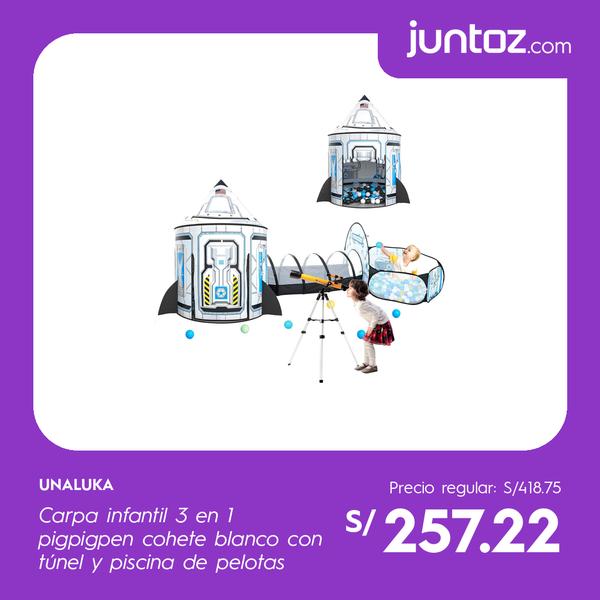 juntoz.com
UNALUKA
Carpa infantil 3 en 1
pigpigpen cohete blanco con
túnel y piscina de pelotas
Precio regular: S/418.75
S/257.22